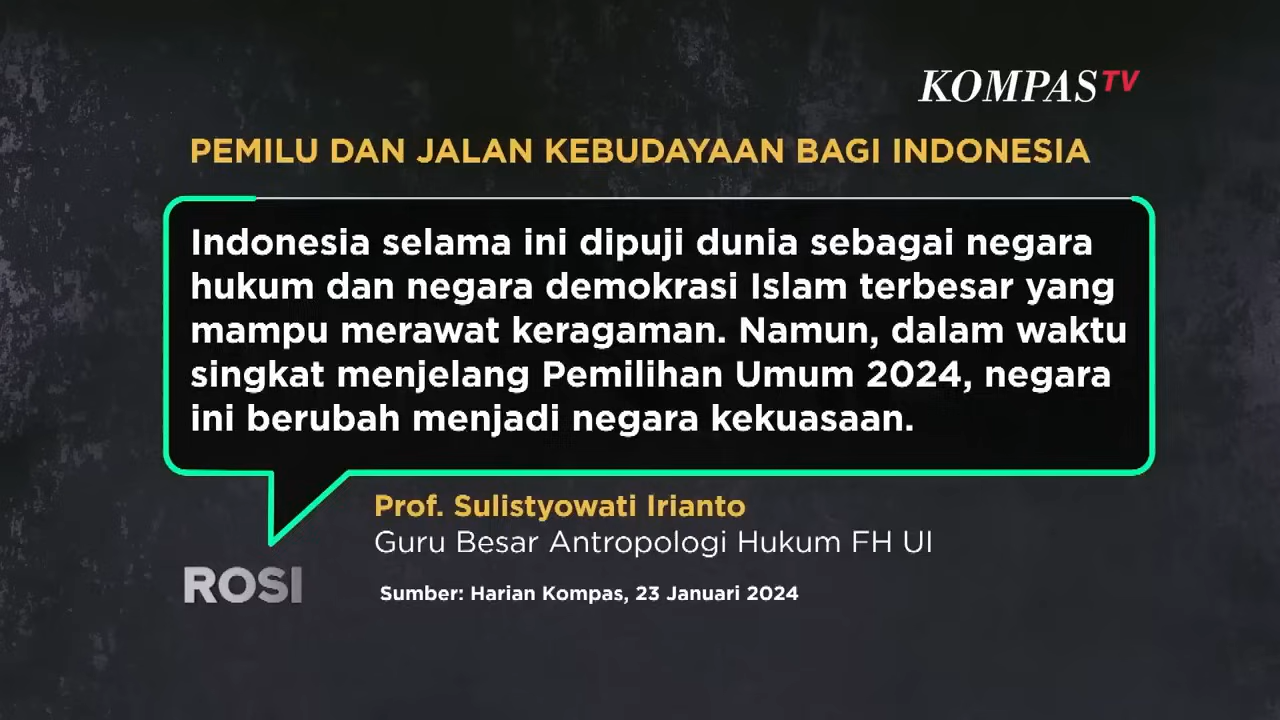 KOMPASTV
PEMILU DAN JALAN KEBUDAYAAN BAGI INDONESIA
Indonesia selama ini dipuji dunia sebagai negara
hukum dan negara demokrasi Islam terbesar yang
mampu merawat keragaman. Namun, dalam waktu
singkat menjelang Pemilihan Umum 2024, negara
ini berubah menjadi negara kekuasaan.
Prof. Sulistyowati Irianto
Guru Besar Antropologi Hukum FH UI
ROSI
Sumber: Harian Kompas, 23 Januari 2024